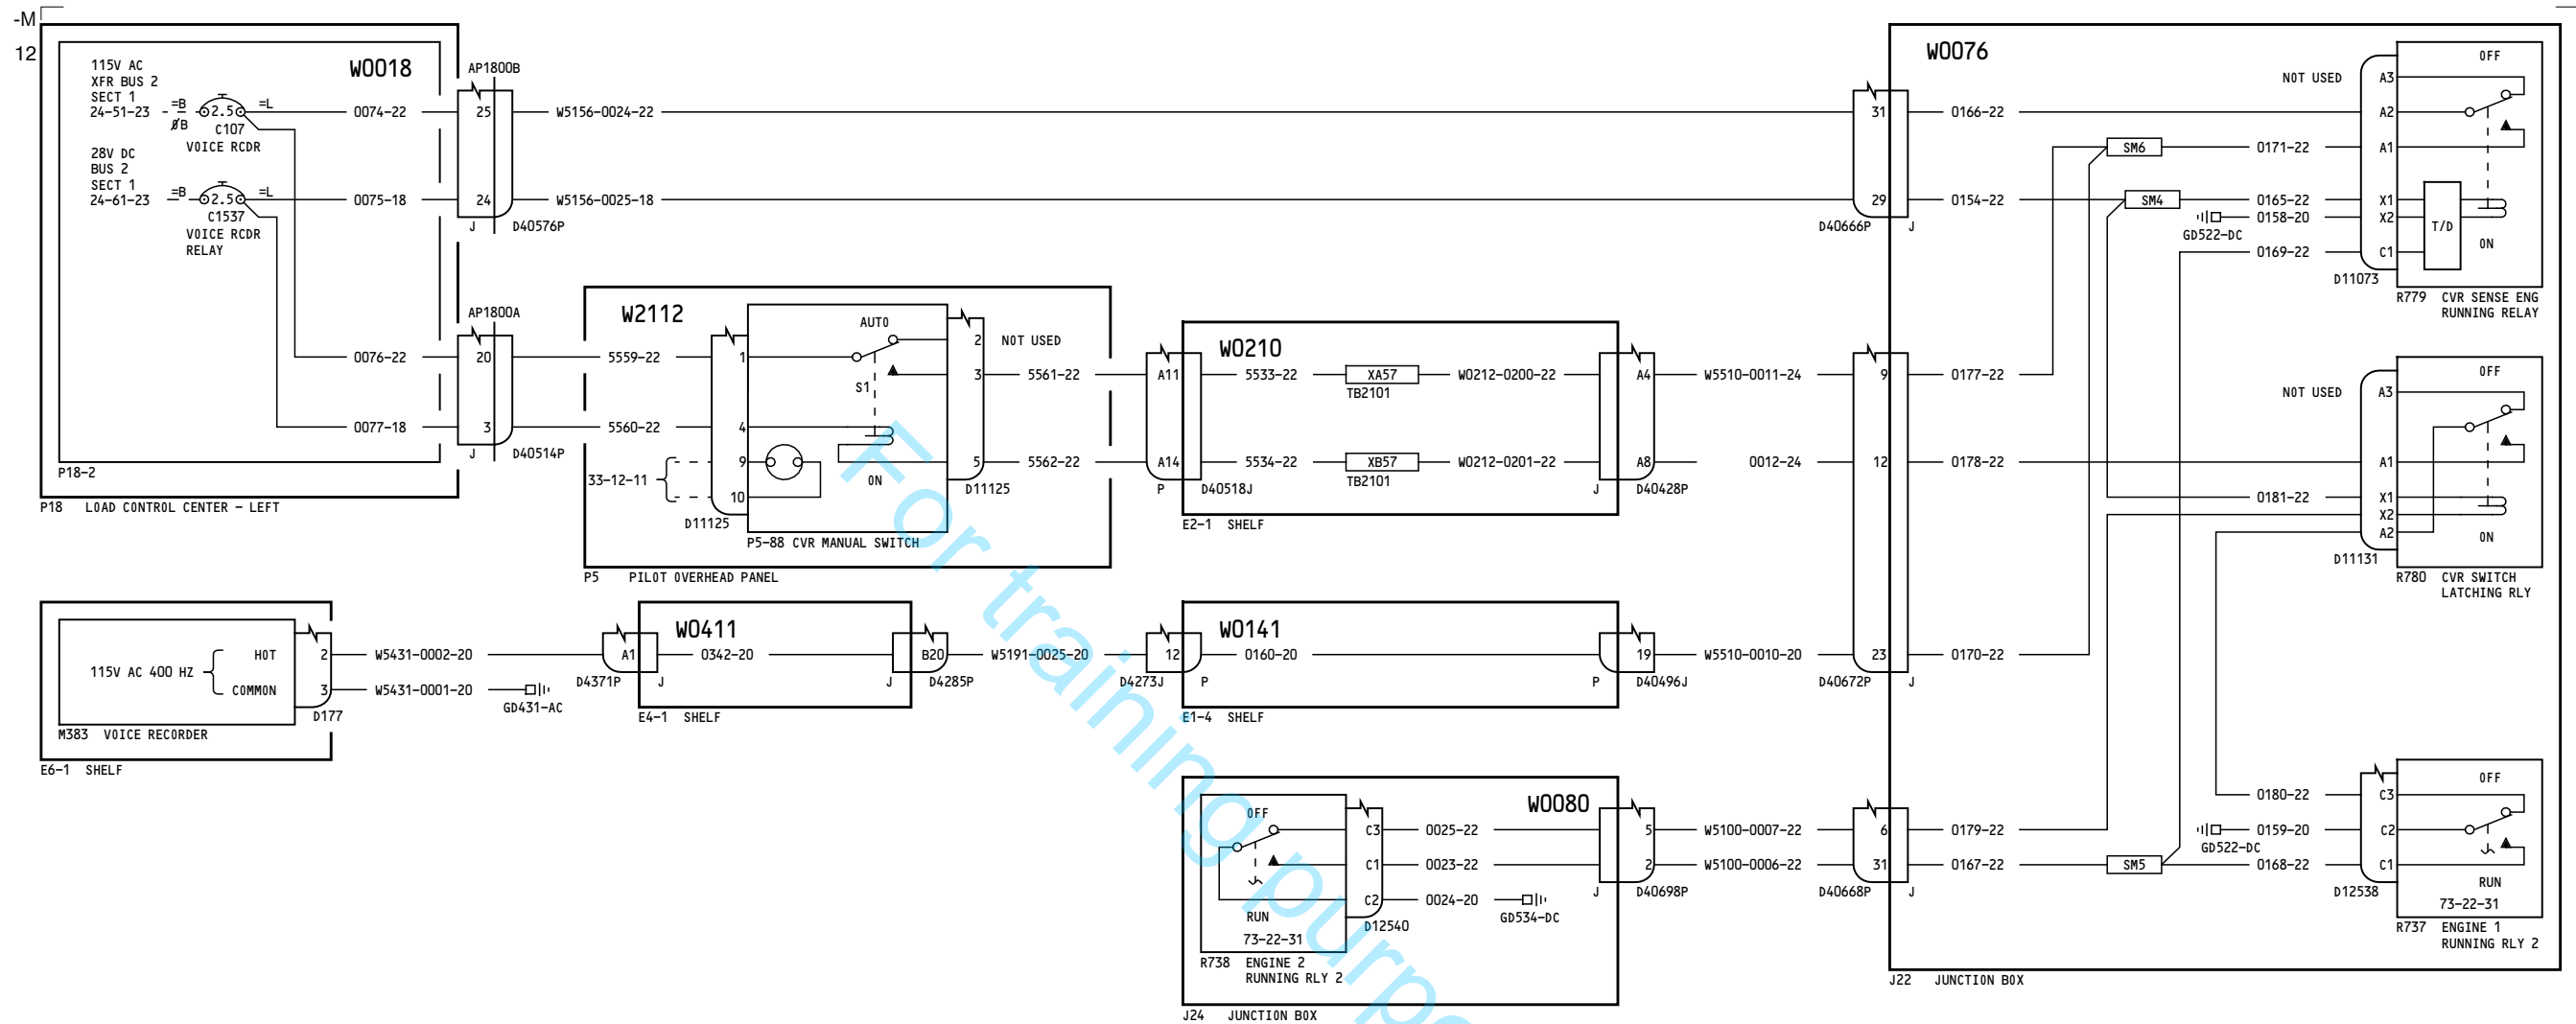 -M
12
W0018
115V AC
XFR BUS 2
SECT 1
24-51-23
=B
ØB
2.5
=L
C107
VOICE RCDR
0074-22
28V DC
BUS 2
SECT 1
24-61-23
=B
2.5
=L
C1537
VOICE RCDR
RELAY
0075-18
0076-22
0077-18
P18-2
P18 LOAD CONTROL CENTER - LEFT
AP1800B
25
24
J D40576P
W5156-0024-22
W5156-0025-18
AP1800A
20
3
J D40514P
W2112
5559-22
5560-22
33-12-11
1
4
9
10
D11125
AUTO
S1
ON
2 NOT USED
3
5
D11125
5561-22
5562-22
P5-88 CVR MANUAL SWITCH
P5 PILOT OVERHEAD PANEL
A11
A14
P D40518J
W0210
5533-22
XA57
TB2101
W0212-0200-22
5534-22
XB57
TB2101
W0212-0201-22
A4
A8
J D40428P
E2-1 SHELF
W5510-0011-24
0012-24
115V AC 400 HZ
HOT
COMMON
2
3
D177
M383 VOICE RECORDER
E6-1 SHELF
W5431-0002-20
W5431-0001-20
GD431-AC
A1
D4371P J
W0411
0342-20
B20
J D4285P
E4-1 SHELF
W5191-0025-20
12
D4273J P
W0141
0160-20
19
P D40496J
E1-4 SHELF
W5510-0010-20
OFF
RUN
73-22-31
R738 ENGINE 2
RUNNING RLY 2
C3
C1
C2
D12540
W0080
0025-22
0023-22
0024-20
GD534-DC
5
2
J D40698P
J24 JUNCTION BOX
W5100-0007-22
W5100-0006-22
W0076
31
29
D40666P J
0166-22
0154-22
9
12
23
D40672P J
0177-22
0178-22
0170-22
6
31
D40668P J
0179-22
0167-22
SM6
SM4
SM5
0171-22
0165-22
0158-20
GD522-DC
0169-22
NOT USED
A3
A2
A1
X1
X2
C1
D11073
OFF
T/D
ON
R779 CVR SENSE ENG
RUNNING RELAY
NOT USED
A3
A1
X1
X2
A2
D11131
0181-22
OFF
ON
R780 CVR SWITCH
LATCHING RLY
0180-22
0159-20
GD522-DC
0168-22
C3
C2
C1
D12538
OFF
RUN
73-22-31
R737 ENGINE 1
RUNNING RLY 2
J22 JUNCTION BOX
For training